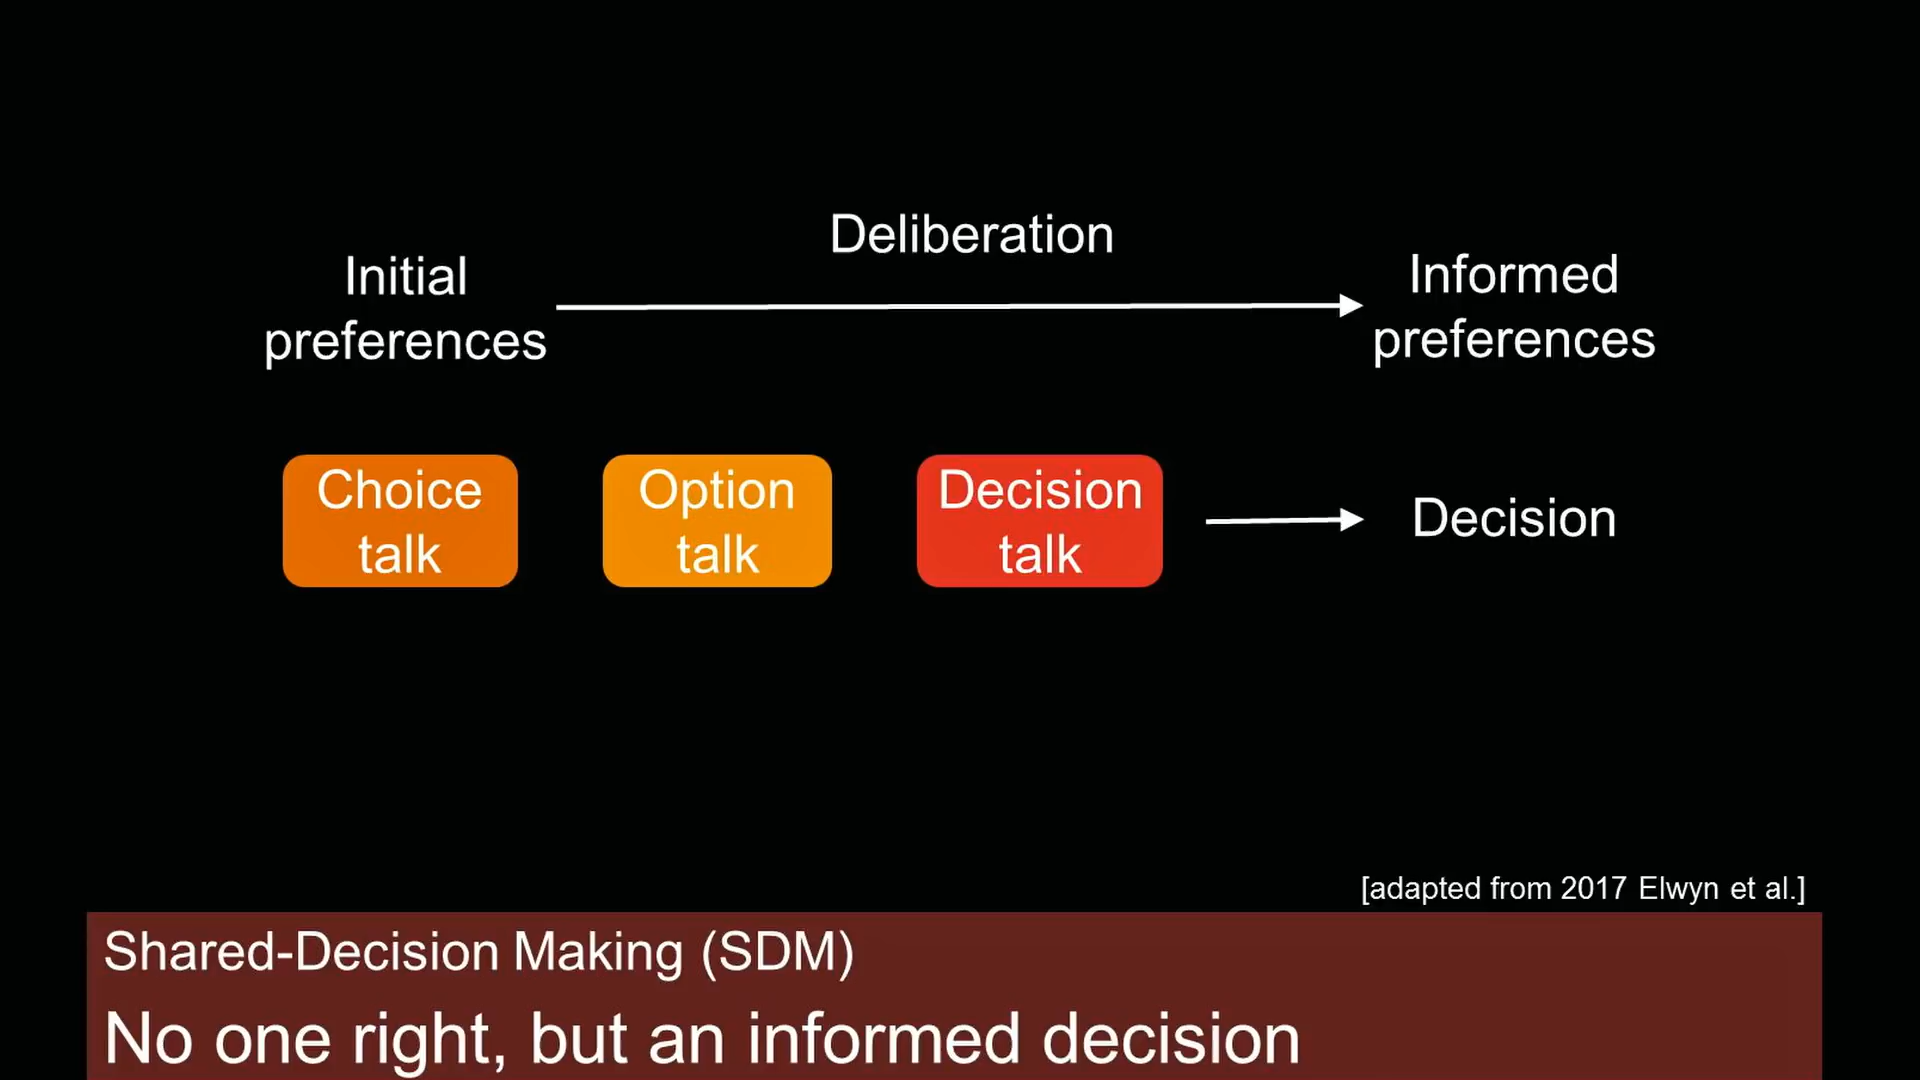 Deliberation
Initial
preferences
Informed
preferences
Choice
talk
Option
talk
Decision
talk
Decision
[adapted from 2017 Elwyn et al.]
Shared-Decision Making (SDM)
No one right, but an informed decision